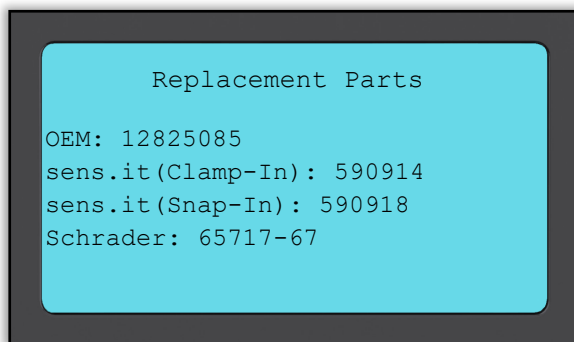 Replacement Parts
OEM: 12825085
sens.it(Clamp-In): 590914
sens.it(Snap-In): 590918
Schrader: 65717-67